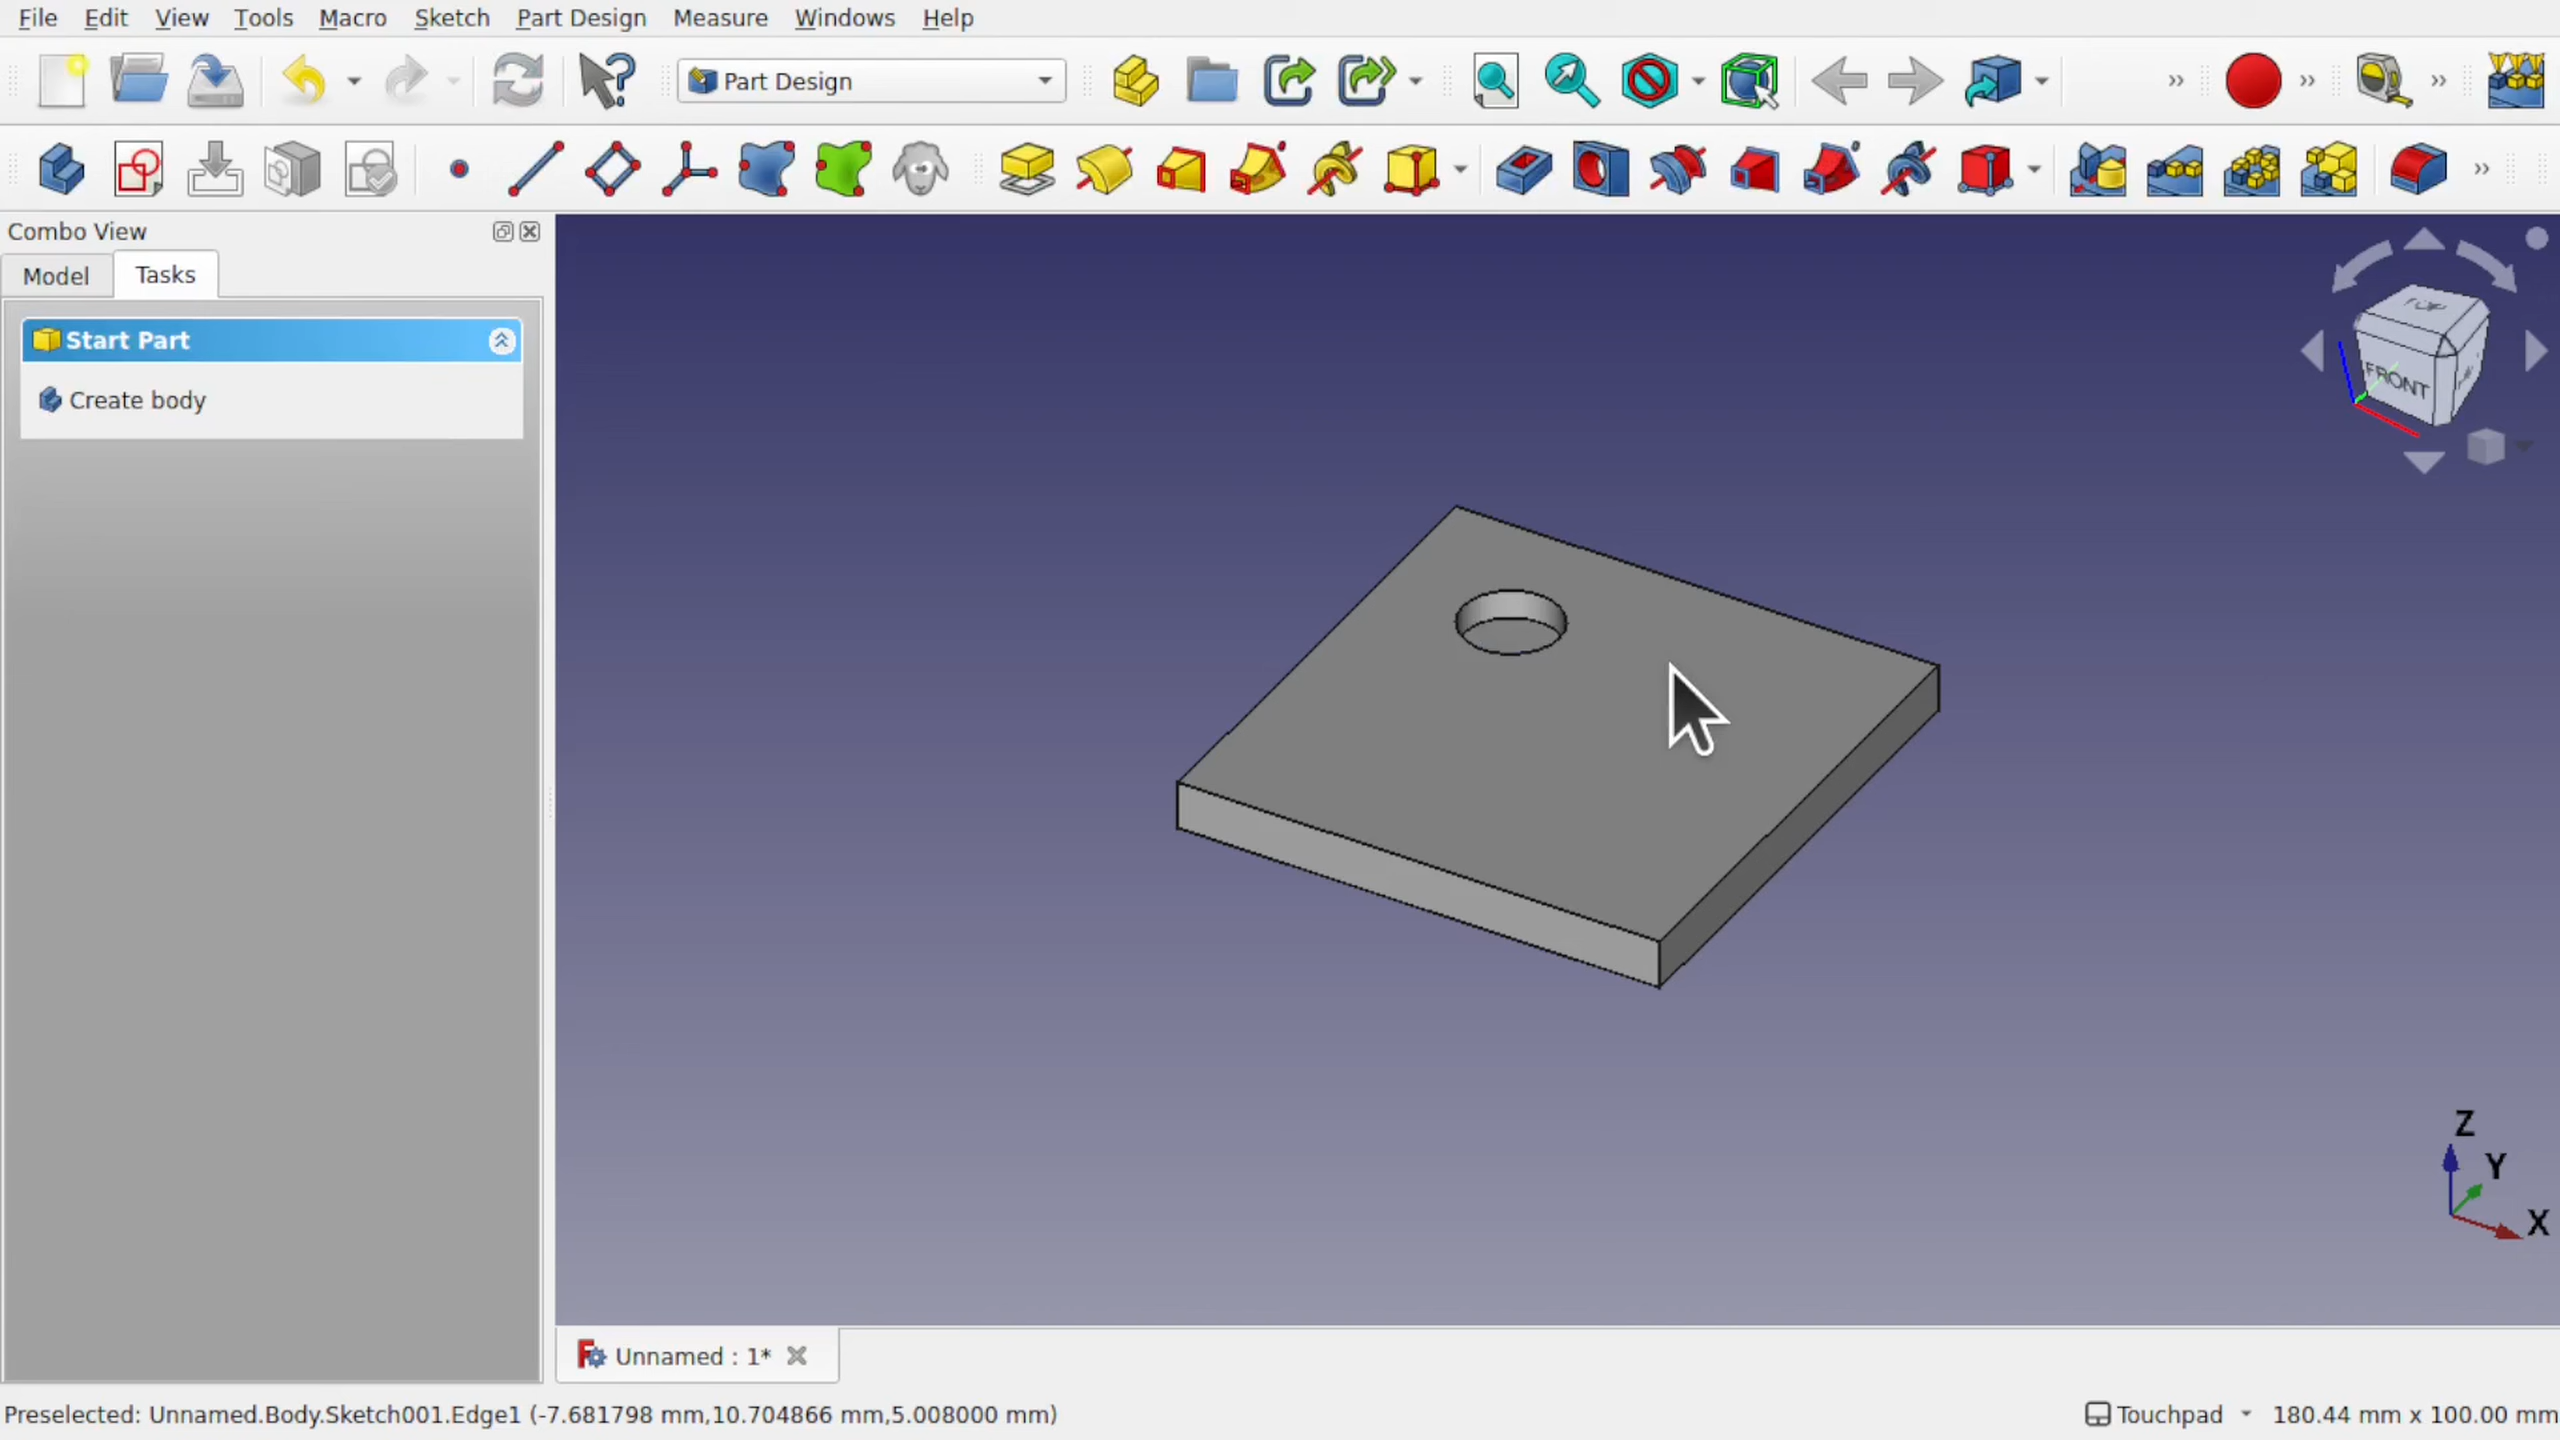 File Edit View Tools Macro Sketch Part Design Measure Windows Help
Part Design
Combo View
Model Tasks
Start Part
Create body
TOP
FRONT
Z
Y
X
Unnamed : 1*
Preselected: Unnamed.Body.Sketch001.Edge1 (-7.681798 mm,10.704866 mm,5.008000 mm)
Touchpad 180.44 mm x 100.00 mm